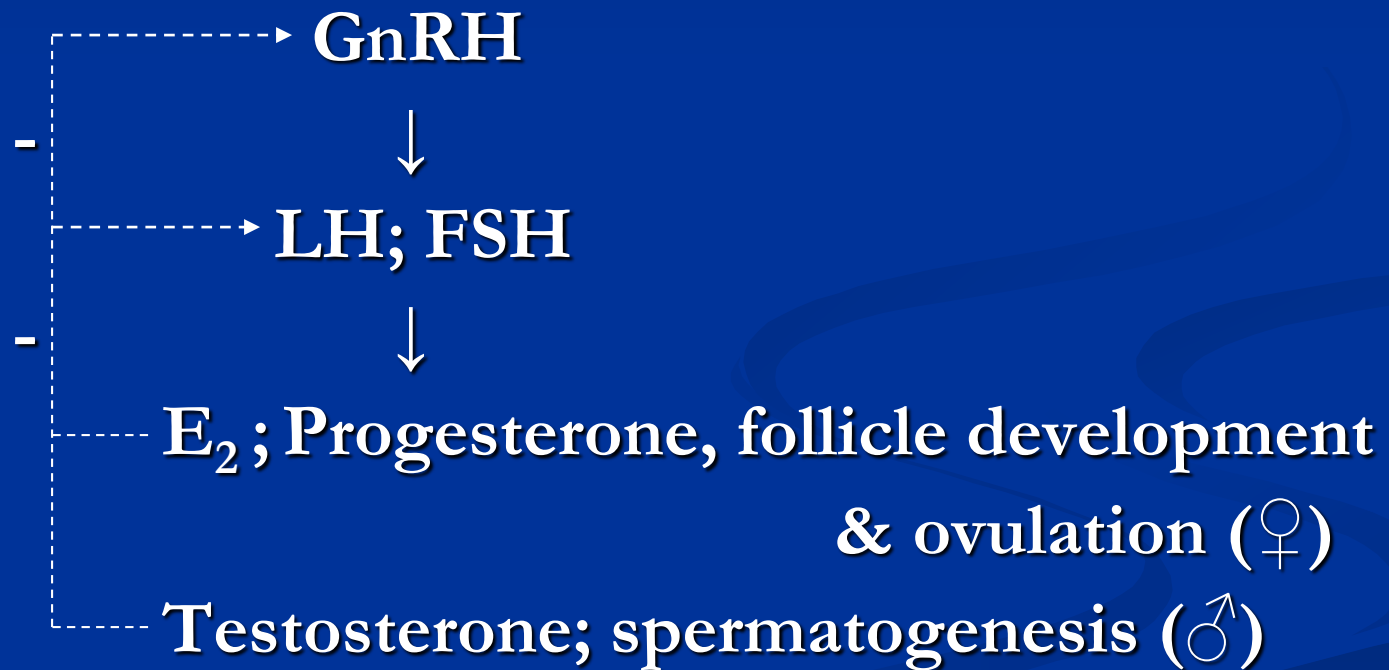 GnRH
-
↓
LH; FSH
-
↓
E₂ ; Progesterone, follicle development
& ovulation (♀)
Testosterone; spermatogenesis (♂)